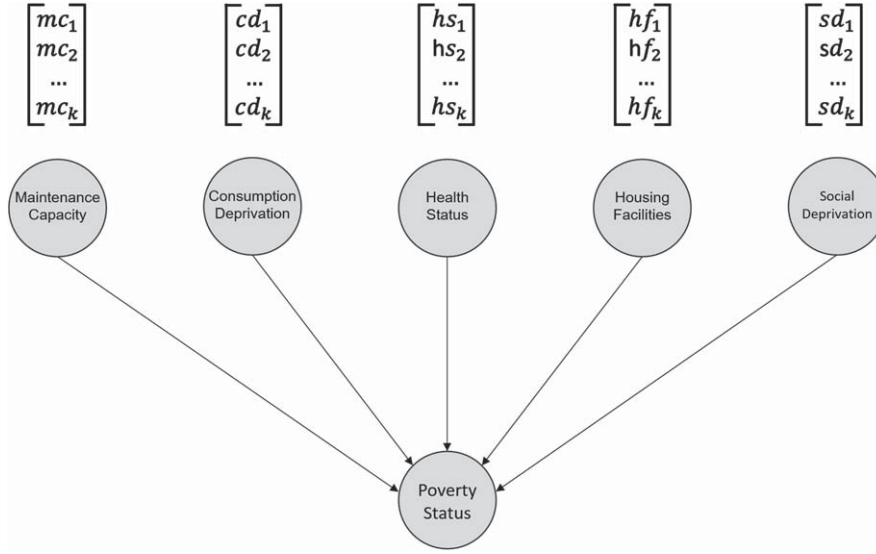 mc₁
mc₂
...
mcₖ
cd₁
cd₂
...
cdₖ
hs₁
hs₂
...
hsₖ
hf₁
hf₂
...
hfₖ
sd₁
sd₂
...
sdₖ
Maintenance
Capacity
Consumption
Deprivation
Health
Status
Housing
Facilities
Social
Deprivation
Poverty
Status